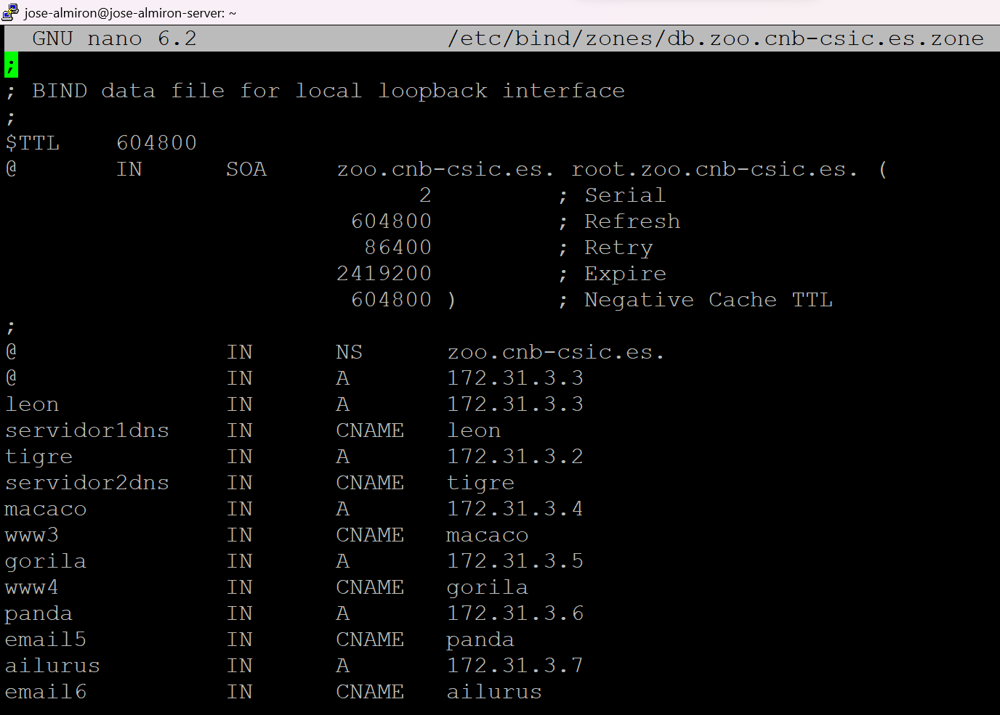 jose-almiron@jose-almiron-server: ~
GNU nano 6.2 /etc/bind/zones/db.zoo.cnb-csic.es.zone
;
; BIND data file for local loopback interface
;
$TTL 604800
@ IN SOA zoo.cnb-csic.es. root.zoo.cnb-csic.es. (
2 ; Serial
604800 ; Refresh
86400 ; Retry
2419200 ; Expire
604800 ) ; Negative Cache TTL
;
@ IN NS zoo.cnb-csic.es.
@ IN A 172.31.3.3
leon IN A 172.31.3.3
servidor1dns IN CNAME leon
tigre IN A 172.31.3.2
servidor2dns IN CNAME tigre
macaco IN A 172.31.3.4
www3 IN CNAME macaco
gorila IN A 172.31.3.5
www4 IN CNAME gorila
panda IN A 172.31.3.6
email5 IN CNAME panda
ailurus IN A 172.31.3.7
email6 IN CNAME ailurus